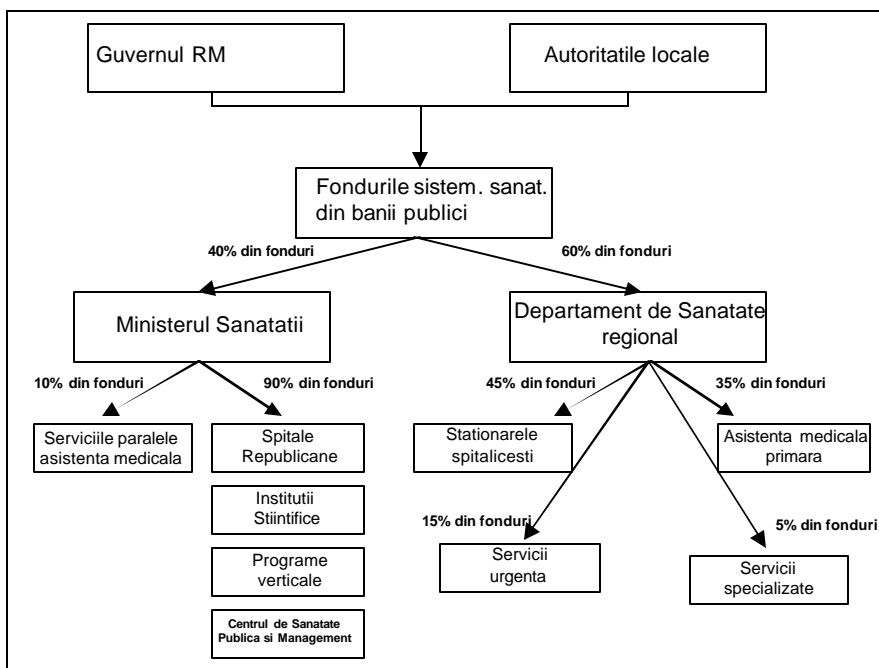 Guvernul RM
Autoritatile locale
Fondurile sistem. sanat.
din banii publici
40% din fonduri
60% din fonduri
Ministerul Sanatatii
Departament de Sanatate
regional
10% din fonduri
90% din fonduri
45% din fonduri
35% din fonduri
Serviciile paralele
asistenta medicala
Spitale
Republicane
Stationarele
spitalicesti
Asistenta medicala
primara
Institutii
Stiintifice
15% din fonduri
5% din fonduri
Programe
verticale
Servicii
urgenta
Servicii
specializate
Centrul de Sanatate
Publica si Management